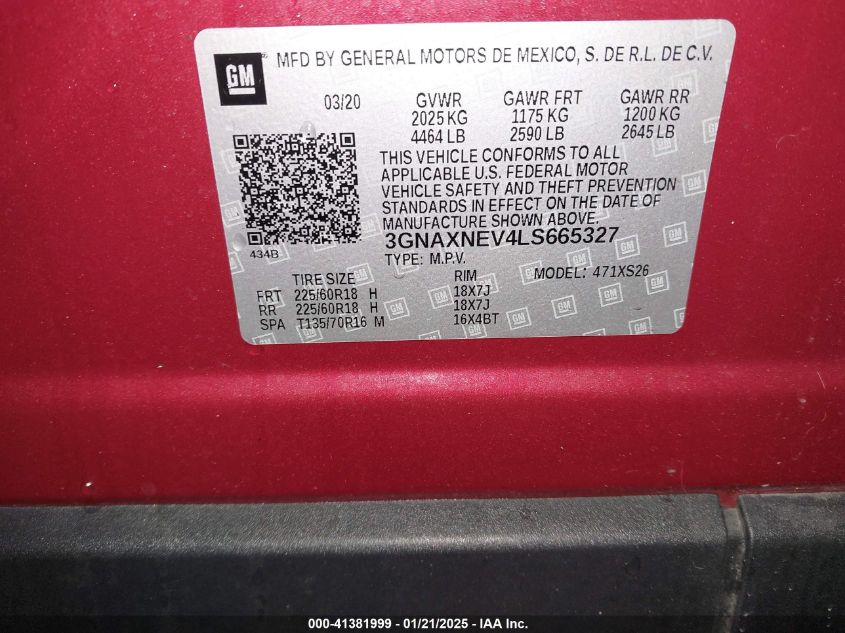 GM® MFD BY GENERAL MOTORS DE MEXICO, S. DE R.L. DE C.V.
03/20 GVWR GAWR FRT GAWR RR
2025 KG 1175 KG 1200 KG
4464 LB 2590 LB 2645 LB
THIS VEHICLE CONFORMS TO ALL
APPLICABLE U.S. FEDERAL MOTOR
VEHICLE SAFETY AND THEFT PREVENTION
STANDARDS IN EFFECT ON THE DATE OF
MANUFACTURE SHOWN ABOVE.
3GNAXNEV4LS665327
434B TYPE: M.P.V.
TIRE SIZE RIM MODEL: 471XS26
FRT 225/60R18 H 18X7J
RR 225/60R18 H 18X7J
SPA T135/70R16 M 16X4BT
000-41381999 - 01/21/2025 - IAA Inc.